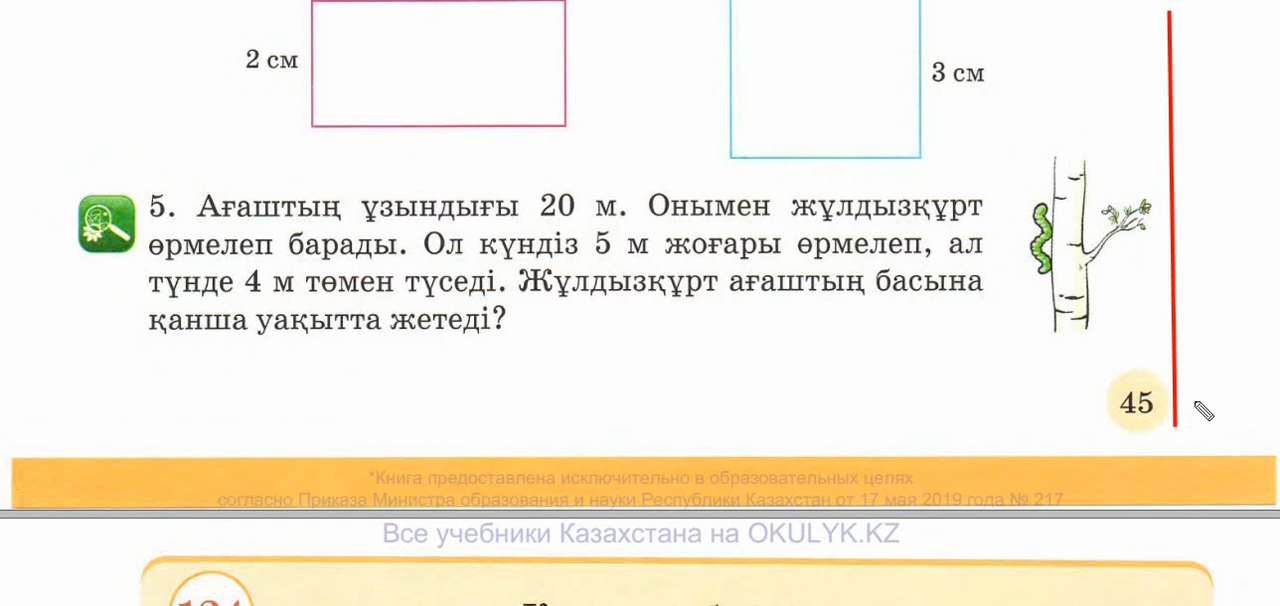 2 см
3 см
5. Ағаштың ұзындығы 20 м. Онымен жұлдызқұрт
өрмелеп барады. Ол күндіз 5 м жоғары өрмелеп, ал
түнде 4 м төмен түседі. Жұлдызқұрт ағаштың басына
қанша уақытта жетеді?
45
*Книга предоставлена исключительно в образовательных целях
согласно Приказа Министра образования и науки Республики Казахстан от 17 мая 2019 года № 217
Все учебники Казахстана на OKULYK.KZ